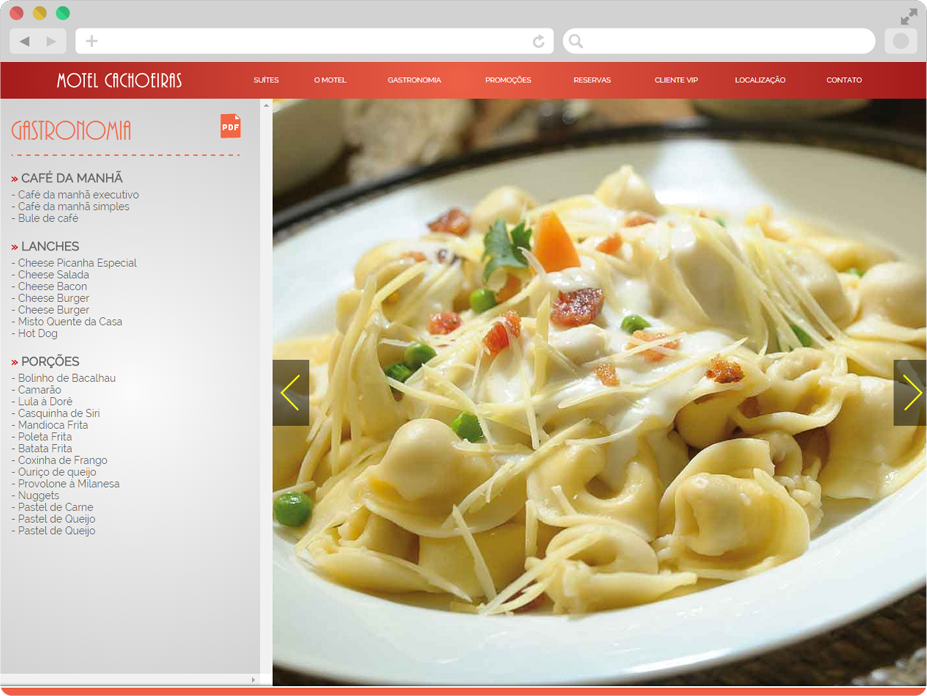 MOTEL CACHOEIRAS
SUÍTES
O MOTEL
GASTRONOMIA
PROMOÇÕES
RESERVAS
CLIENTE VIP
LOCALIZAÇÃO
CONTATO
GASTRONOMIA
PDF
» CAFÉ DA MANHÃ
- Café da manhã executivo
- Café da manhã simples
- Bule de café
» LANCHES
- Cheese Picanha Especial
- Cheese Salada
- Cheese Bacon
- Cheese Burger
- Cheese Burger
- Misto Quente da Casa
- Hot Dog
» PORÇÕES
- Bolinho de Bacalhau
- Camarão
- Lula à Doré
- Casquinha de Siri
- Mandioca Frita
- Poleta Frita
- Batata Frita
- Coxinha de Frango
- Ouriço de queijo
- Provolone à Milanesa
- Nuggets
- Pastel de Carne
- Pastel de Queijo
- Pastel de Queijo